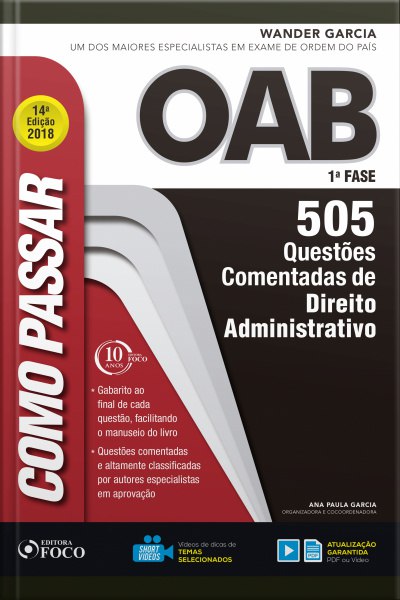 WANDER GARCIA
UM DOS MAIORES ESPECIALISTAS EM EXAME DE ORDEM DO PAÍS
OAB
1ª FASE
14ª
Edição
2018
COMO PASSAR
505
Questões
Comentadas de
Direito
Administrativo
10
ANOS
EDITORA
FOCO
* Gabarito ao
final de cada
questão, facilitando
o manuseio do livro
* Questões comentadas
e altamente classificadas
por autores especialistas
em aprovação
ANA PAULA GARCIA
ORGANIZADORA E COCOORDENADORA
EDITORA
FOCO
SHORT
VIDEOS
Vídeos de dicas de
TEMAS
SELECIONADOS
PDF
ATUALIZAÇÃO
GARANTIDA
PDF ou Vídeo